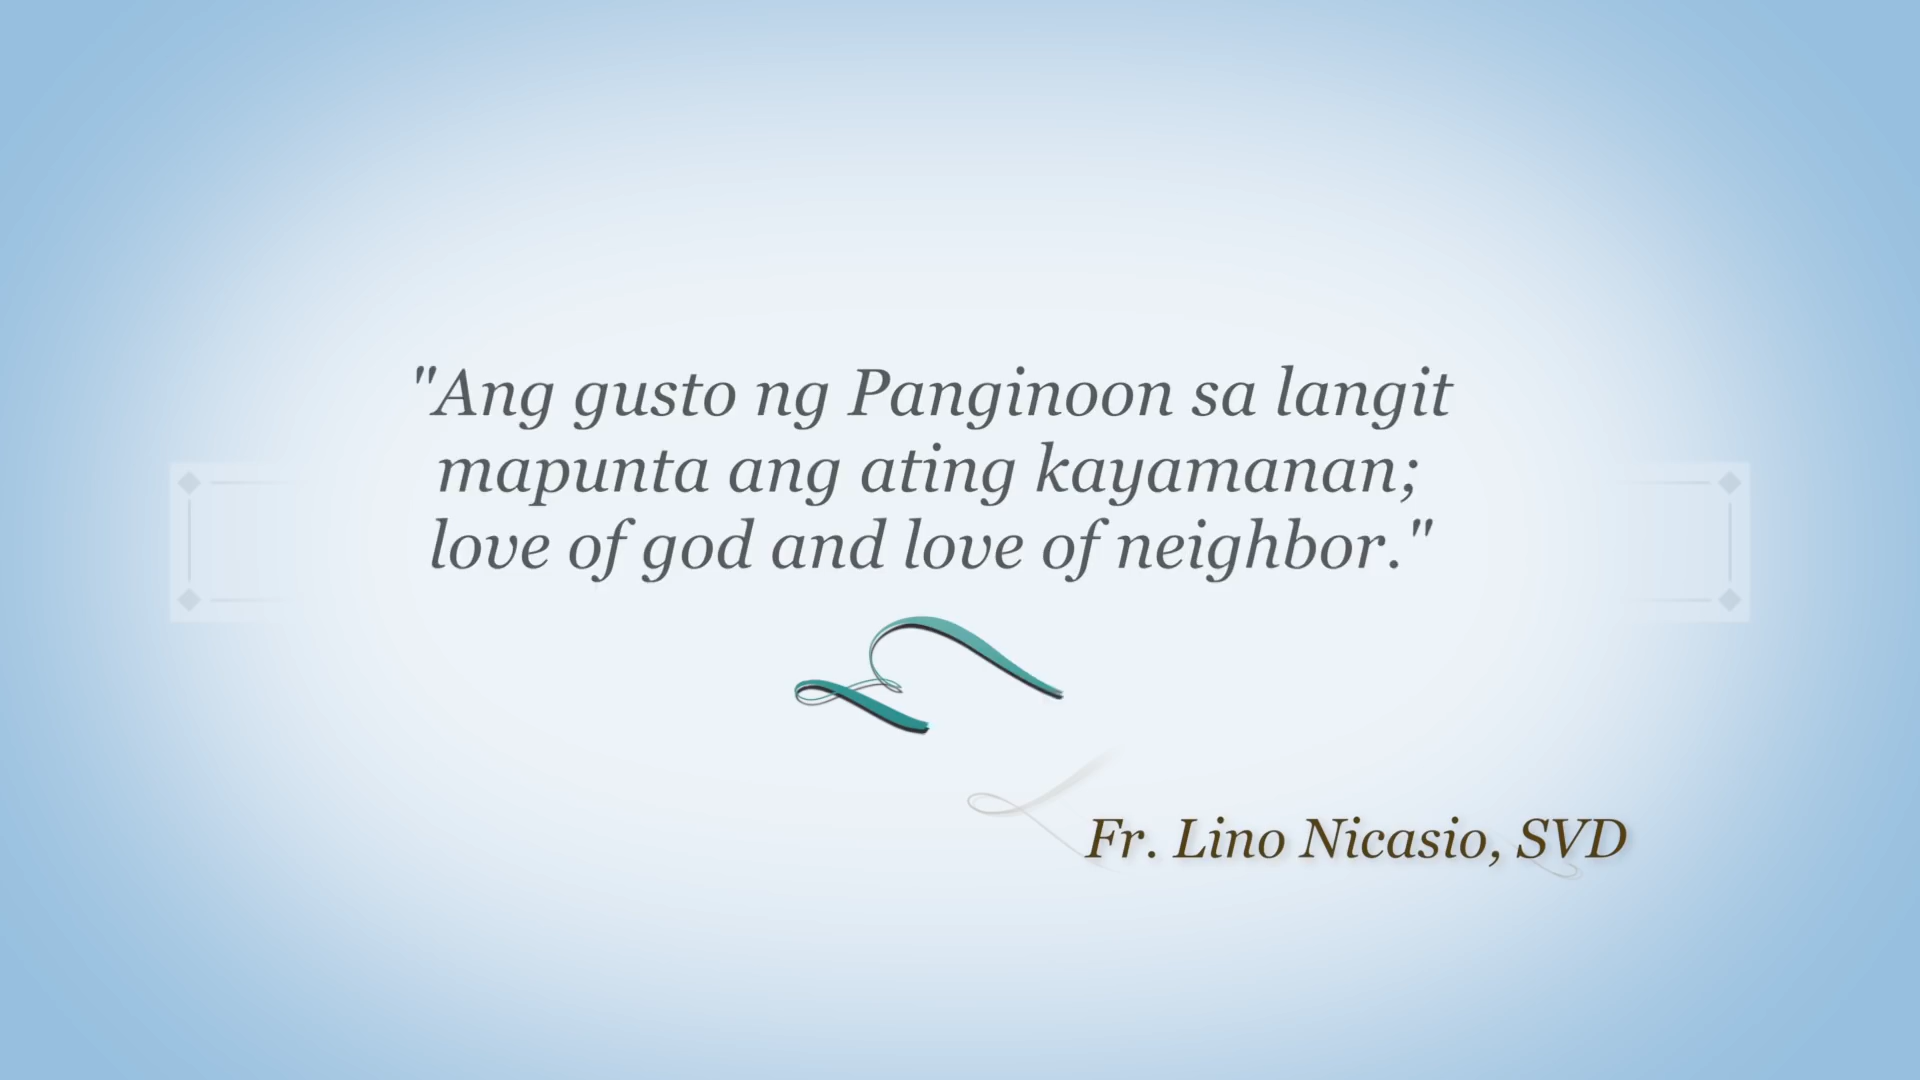 "Ang gusto ng Panginoon sa langit
mapunta ang ating kayamanan;
love of god and love of neighbor."
Fr. Lino Nicasio, SVD